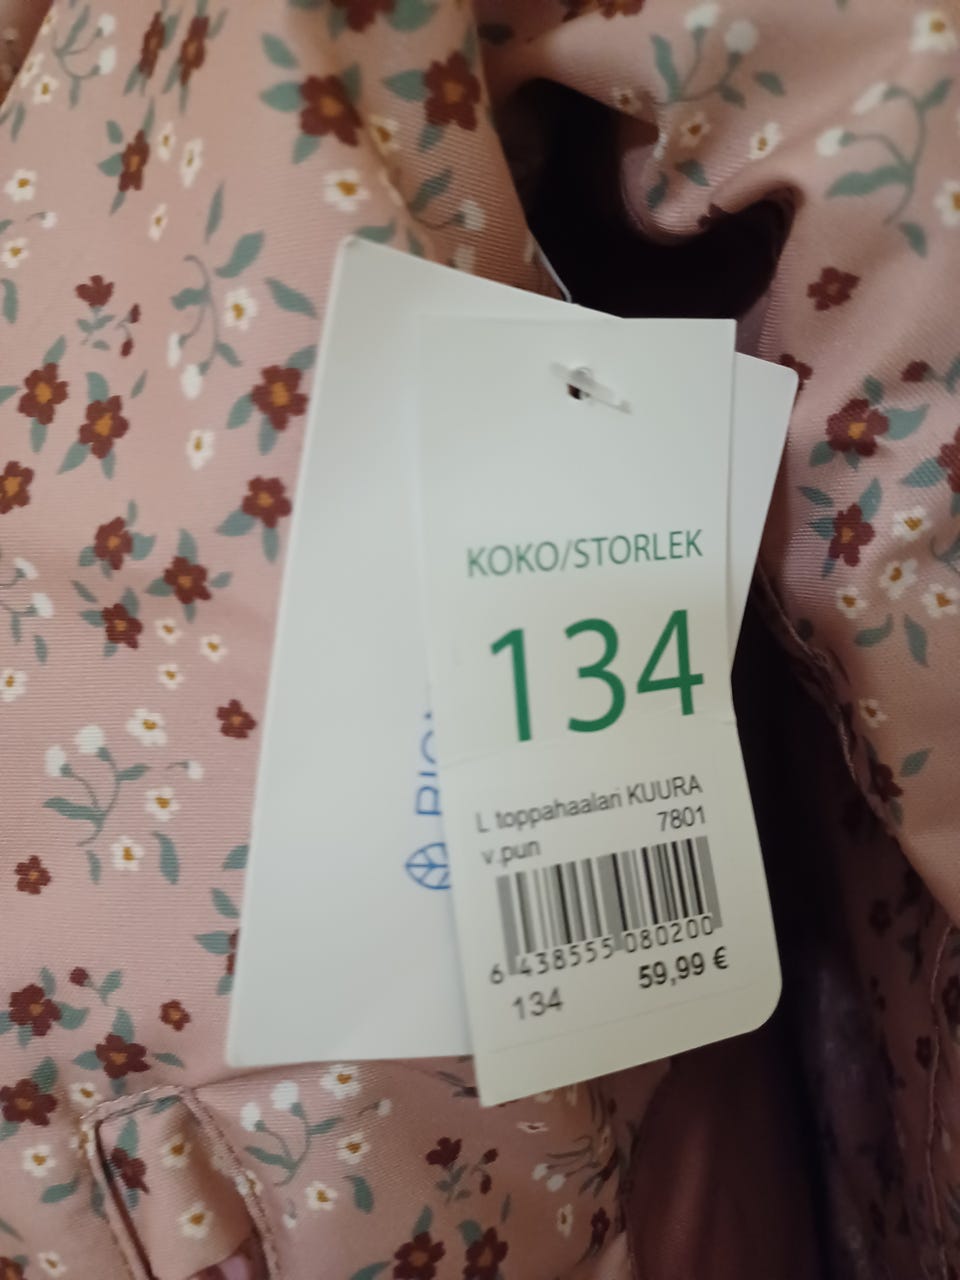 KOKO/STORLEK
134
L toppahaalari KUURA
v.pun 7801
6 438555 080200
134 59,99 €